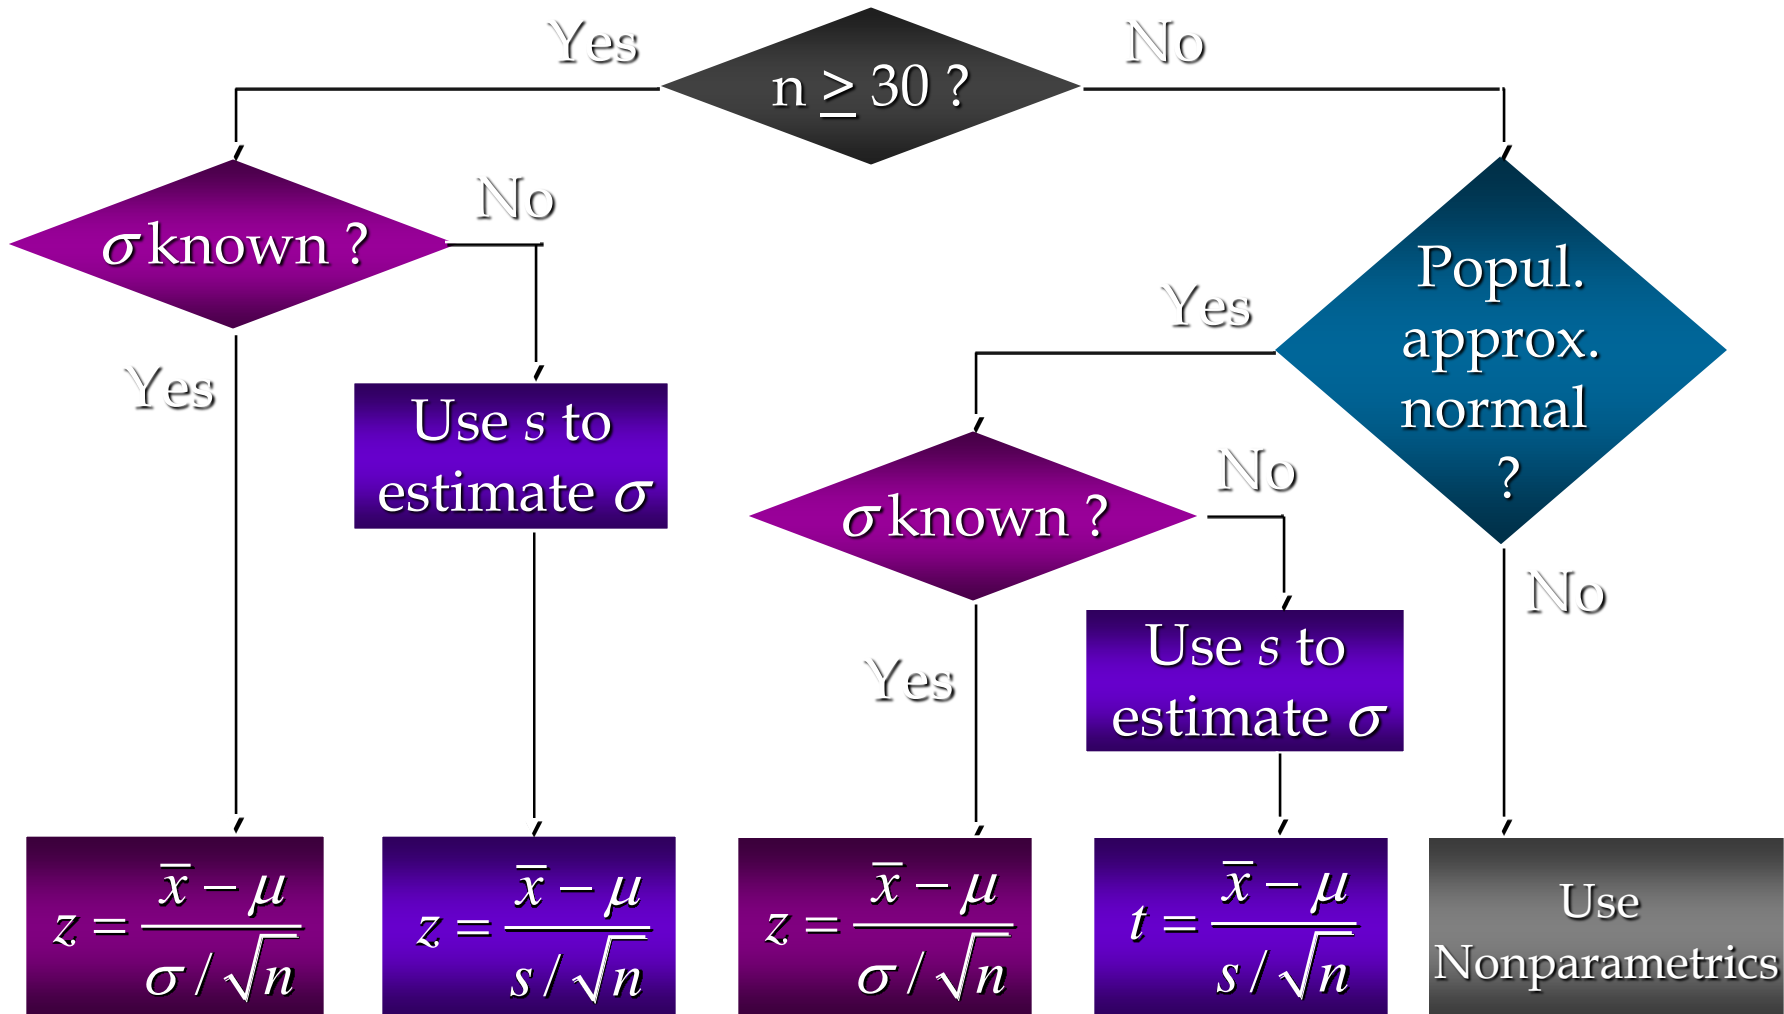 Yes
n ≥ 30 ?
No
σ known ?
No
Yes
Use s to
estimate σ
Popul.
approx.
normal
?
Yes
No
σ known ?
No
Yes
Use s to
estimate σ
z = (x̄ − μ) / (σ / √n)
z = (x̄ − μ) / (s / √n)
z = (x̄ − μ) / (σ / √n)
t = (x̄ − μ) / (s / √n)
Use
Nonparametrics